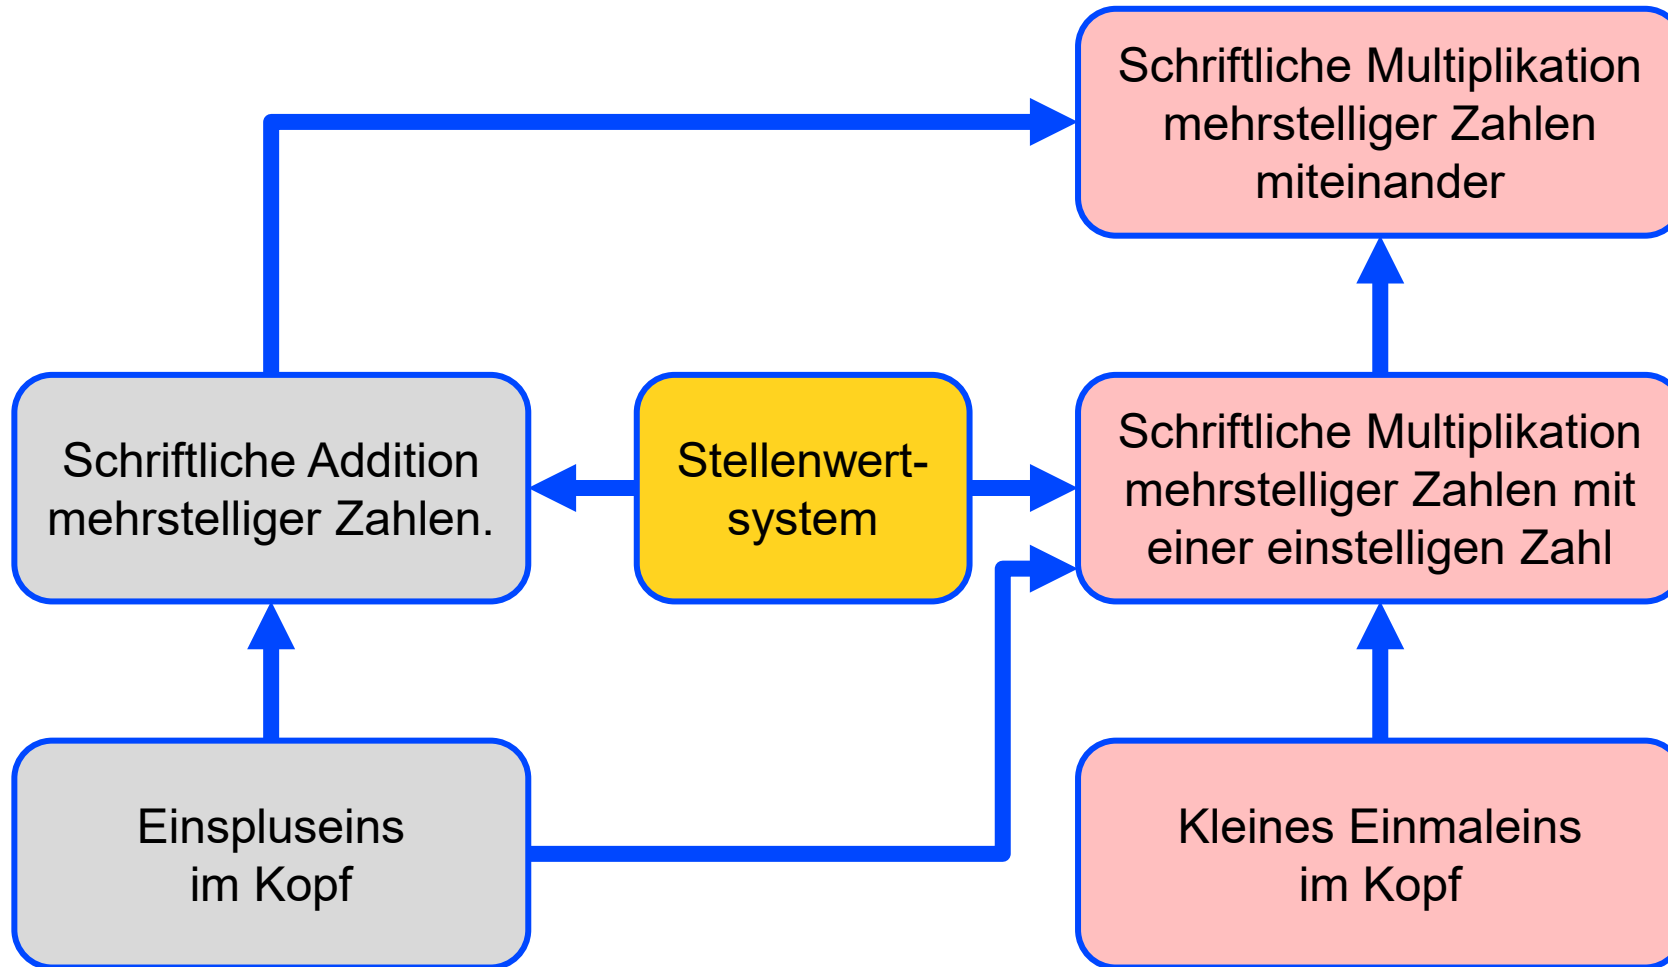 Schriftliche Multiplikation
mehrstelliger Zahlen
miteinander
Schriftliche Addition
mehrstelliger Zahlen.
Stellenwert-
system
Schriftliche Multiplikation
mehrstelliger Zahlen mit
einer einstelligen Zahl
Einspluseins
im Kopf
Kleines Einmaleins
im Kopf